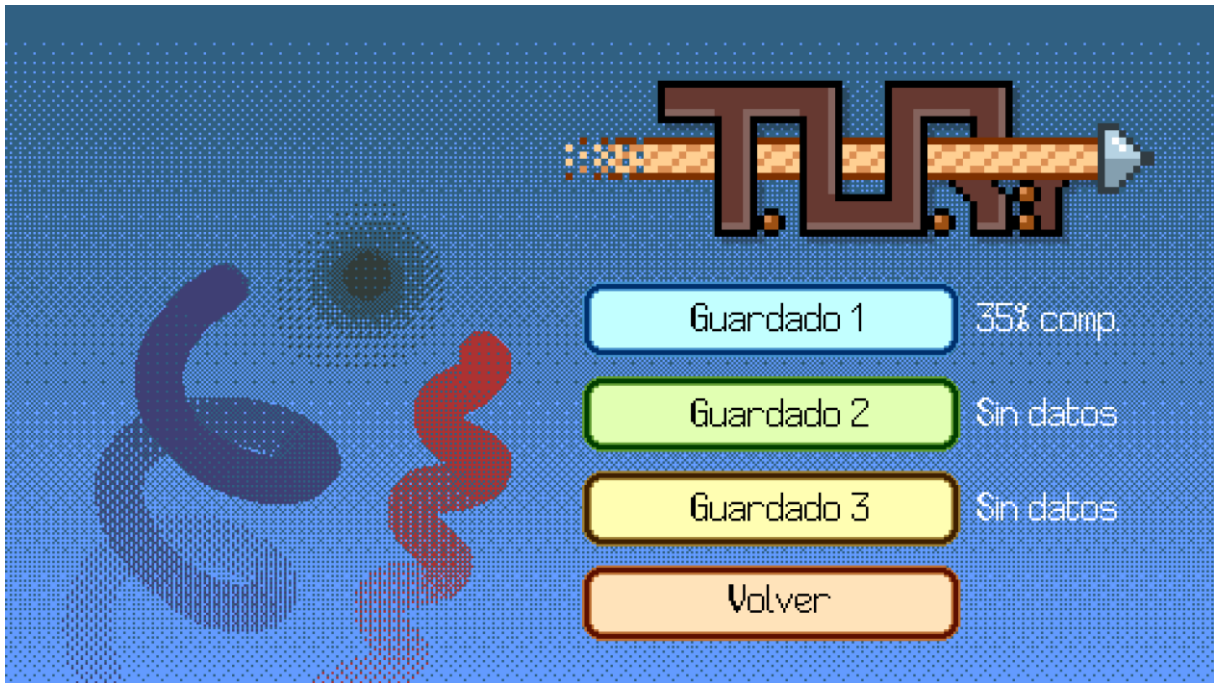 T.U.R:
Guardado 1 35% comp.
Guardado 2 Sin datos
Guardado 3 Sin datos
Volver